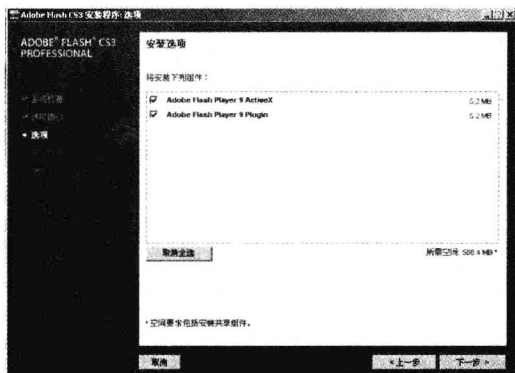 Adobe Flash CS3 安装程序: 选项
ADOBE® FLASH® CS3
PROFESSIONAL
选项
安装选项
将安装下列组件：
Adobe Flash Player 9 ActiveX 5.2 MB
Adobe Flash Player 9 Plugin 5.2 MB
取消全选
所需空间: 588.4 MB *
* 空间要求包括安装共享组件。
取消
< 上一步
下一步 >